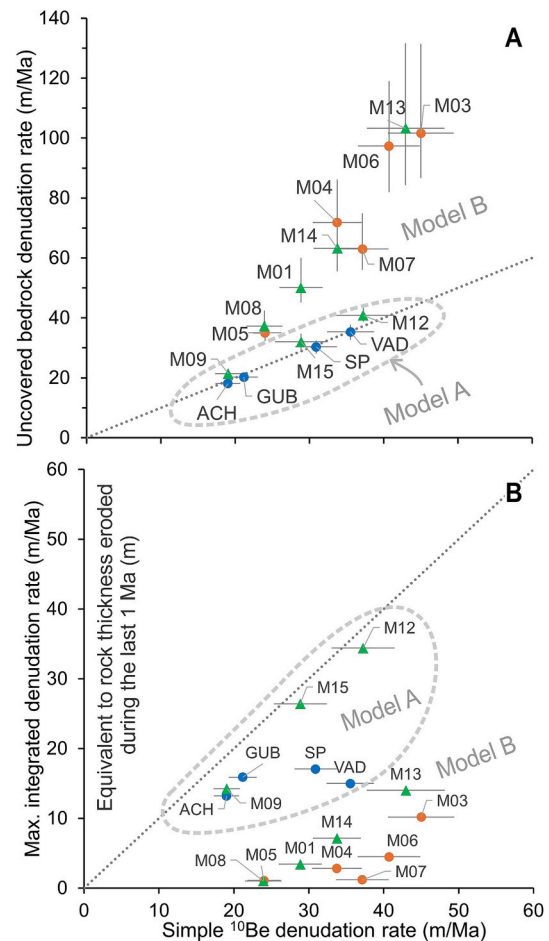 A
Uncovered bedrock denudation rate (m/Ma)
140
120
100
80
60
40
20
0
M13
M03
M06
M04
M14
M07
M01
M08
M05
M12
VAD
SP
M15
M09
ACH
GUB
Model B
Model A
B
Max. integrated denudation rate (m/Ma)
Equivalent to rock thickness eroded
during the last 1 Ma (m)
60
50
40
30
20
10
0
M12
M15
Model A
GUB
SP
VAD
ACH
M09
Model B
M13
M03
M14
M06
M01
M04
M08
M05
M07
0
10
20
30
40
50
60
Simple ¹⁰Be denudation rate (m/Ma)